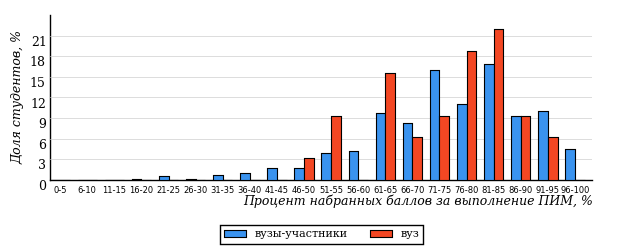 Доля студентов, %
21
18
15
12
9
6
3
0
0-5 6-10 11-15 16-20 21-25 26-30 31-35 36-40 41-45 46-50 51-55 56-60 61-65 66-70 71-75 76-80 81-85 86-90 91-95 96-100
Процент набранных баллов за выполнение ПИМ, %
вузы-участники вуз